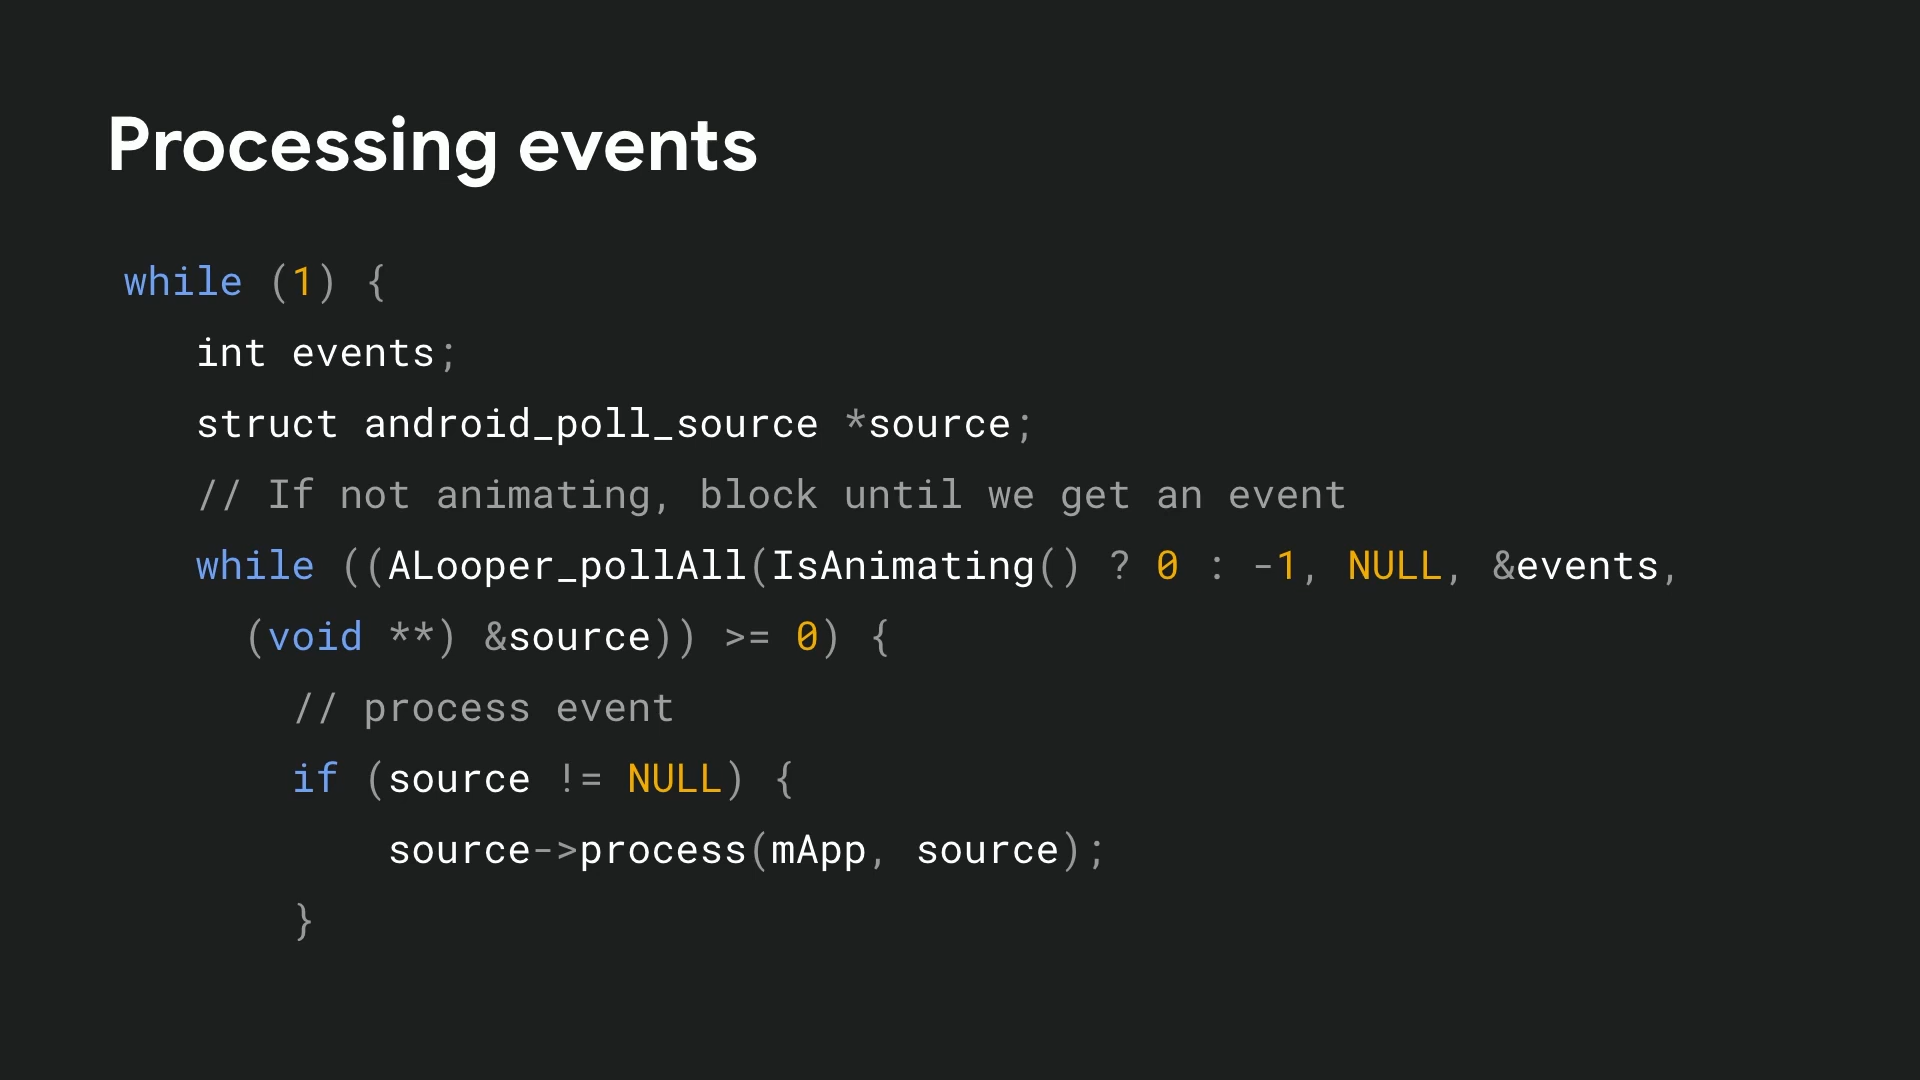 Processing events
while (1) {
int events;
struct android_poll_source *source;
// If not animating, block until we get an event
while ((ALooper_pollAll(IsAnimating() ? 0 : -1, NULL, &events,
(void **) &source)) >= 0) {
// process event
if (source != NULL) {
source->process(mApp, source);
}